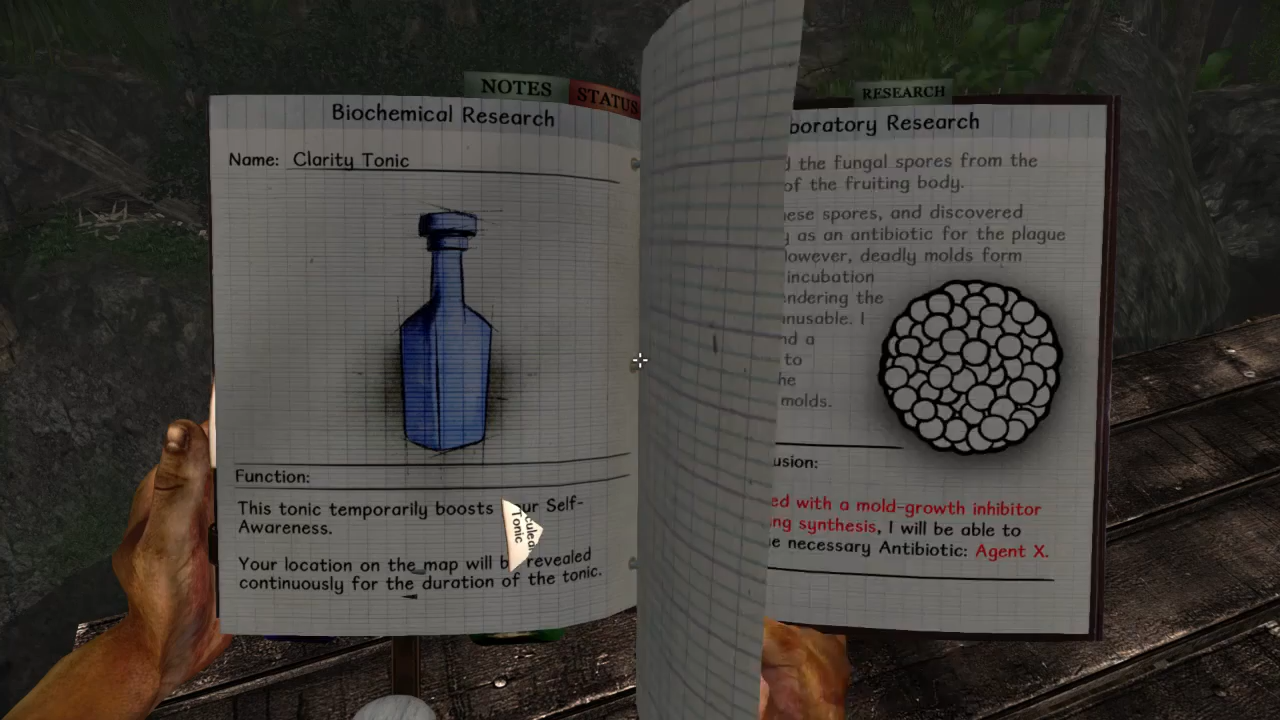 NOTES
STATUS
RESEARCH
Biochemical Research
Name: Clarity Tonic
Function:
This tonic temporarily boosts ur Self-
Awareness.
Tonic
Your location on the map will b revealed
continuously for the duration of the tonic.
boratory Research
the fungal spores from the
of the fruiting body.
ese spores, and discovered
as an antibiotic for the plague
owever, deadly molds form
incubation
ndering the
nusable. I
nd a
to
he
molds.
usion:
ed with a mold-growth inhibitor
ng synthesis, I will be able to
e necessary Antibiotic: Agent X.